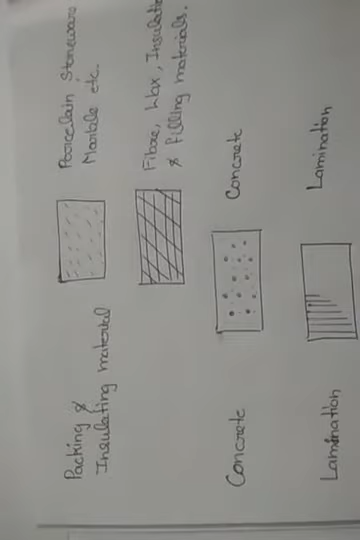 Packing &
Insulating material
Porcelain Stoneware
Marble etc.
Fibre, Wax, Insulati
& Filling materials.
Concrete
Concrete
Lamination
Lamination